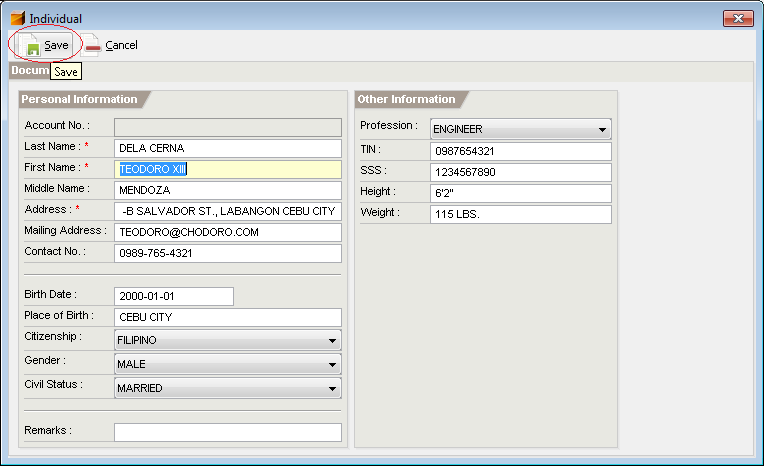 Individual
Save Cancel
Docum
Save
Personal Information
Account No. :
Last Name : * DELA CERNA
First Name : * TEODORO XIII
Middle Name : MENDOZA
Address : * -B SALVADOR ST., LABANGON CEBU CITY
Mailing Address : TEODORO@CHODORO.COM
Contact No. : 0989-765-4321
Birth Date : 2000-01-01
Place of Birth : CEBU CITY
Citizenship : FILIPINO
Gender : MALE
Civil Status : MARRIED
Remarks :
Other Information
Profession : ENGINEER
TIN : 0987654321
SSS : 1234567890
Height : 6'2"
Weight : 115 LBS.